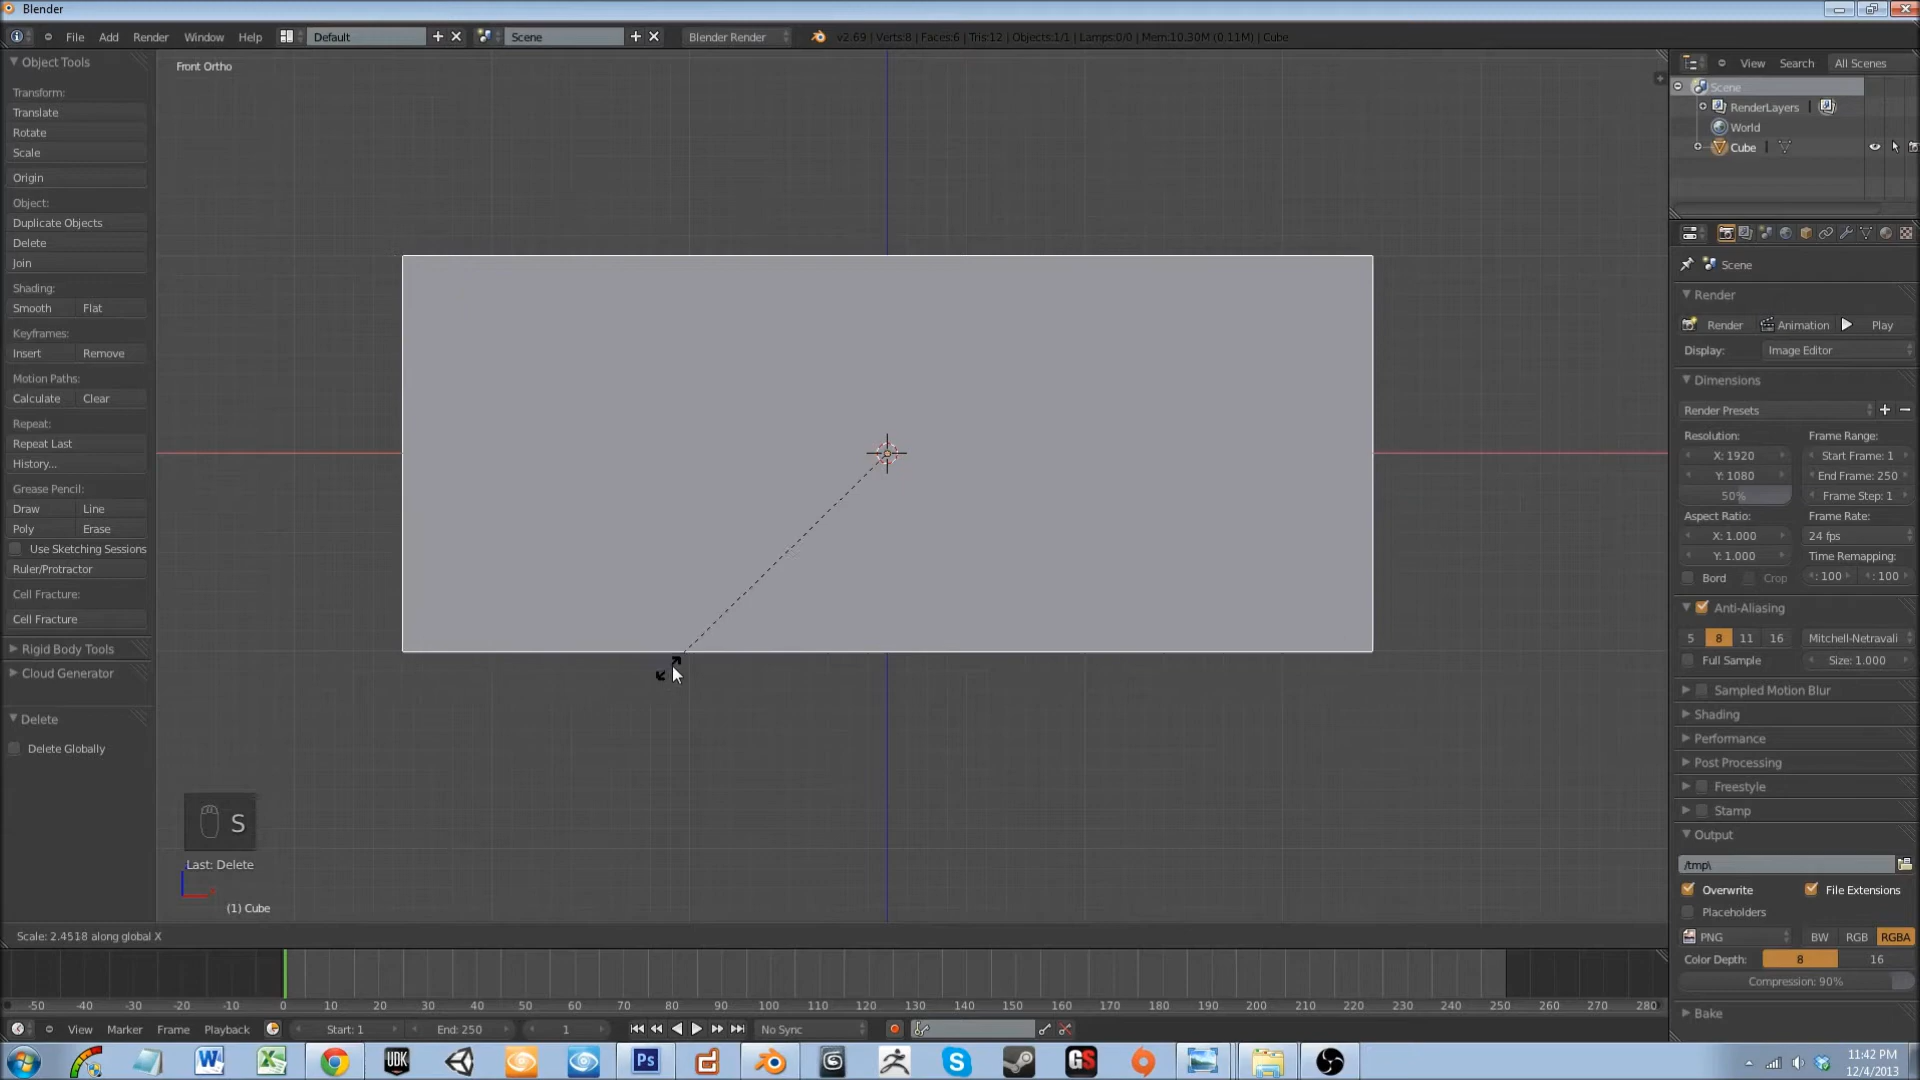 Blender
File Add Render Window Help Default Scene Blender Render v2.69 | Verts:8 | Faces:6 | Tris:12 | Objects:1/1 | Lamps:0/0 | Mem:10.30M (0.11M) | Cube
Object Tools
Transform:
Translate
Rotate
Scale
Origin
Object:
Duplicate Objects
Delete
Join
Shading:
Smooth Flat
Keyframes:
Insert Remove
Motion Paths:
Calculate Clear
Repeat:
Repeat Last
History...
Grease Pencil:
Draw Line
Poly Erase
Use Sketching Sessions
Ruler/Protractor
Cell Fracture:
Cell Fracture
Rigid Body Tools
Cloud Generator
Delete
Delete Globally
Front Ortho
S
Last: Delete
(1) Cube
Scale: 2.4518 along global X
View Search All Scenes
Scene
RenderLayers
World
Cube
Scene
Render
Render Animation Play
Display: Image Editor
Dimensions
Render Presets
Resolution: Frame Range:
X: 1920 Start Frame: 1
Y: 1080 End Frame: 250
50% Frame Step: 1
Aspect Ratio: Frame Rate:
X: 1.000 24 fps
Y: 1.000 Time Remapping:
Bord Crop : 100 : 100
Anti-Aliasing
5 8 11 16 Mitchell-Netravali
Full Sample Size: 1.000
Sampled Motion Blur
Shading
Performance
Post Processing
Freestyle
Stamp
Output
/tmp\
Overwrite File Extensions
Placeholders
PNG BW RGB RGBA
Color Depth: 8 16
Compression: 90%
Bake
-50 -40 -30 -20 -10 0 10 20 30 40 50 60 70 80 90 100 110 120 130 140 150 160 170 180 190 200 210 220 230 240 250 260 270 280
View Marker Frame Playback Start: 1 End: 250 1 No Sync
UDK Ps GS
11:42 PM
12/4/2013